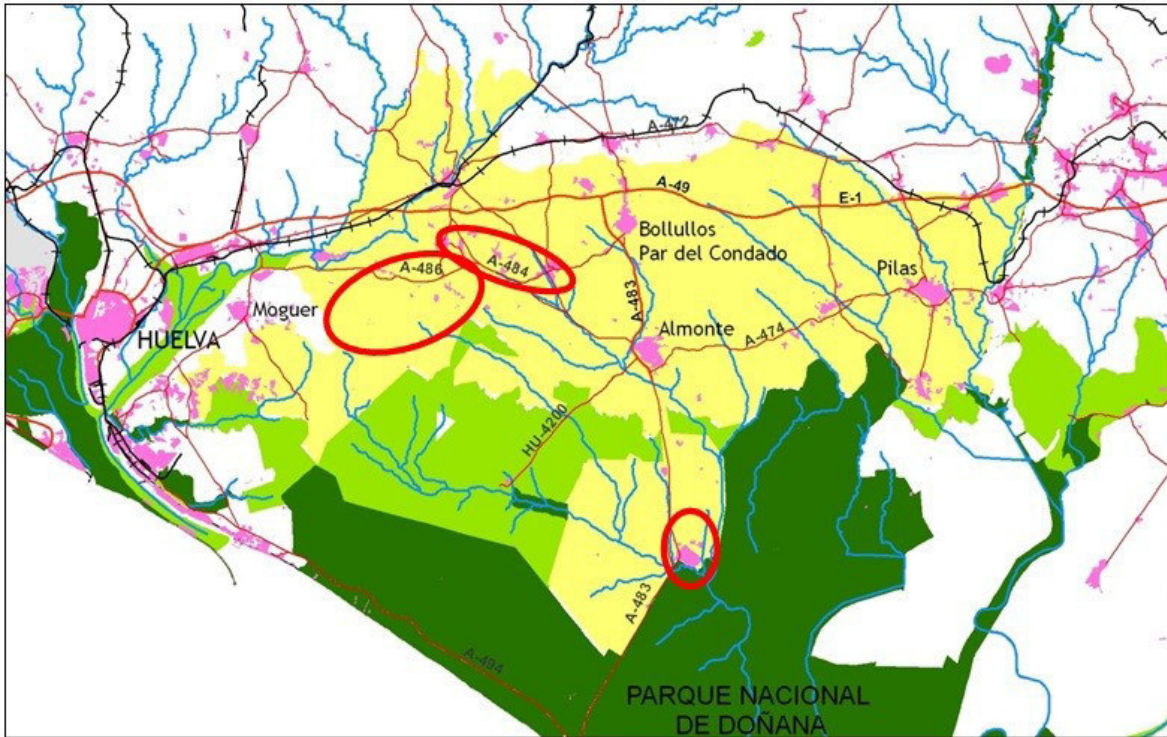 A-472
A-49
E-1
Bollullos
Par del Condado
A-486
A-484
Pilas
Moguer
A-483
HUELVA
Almonte
A-474
HU-4200
A-483
A-494
PARQUE NACIONAL
DE DOÑANA